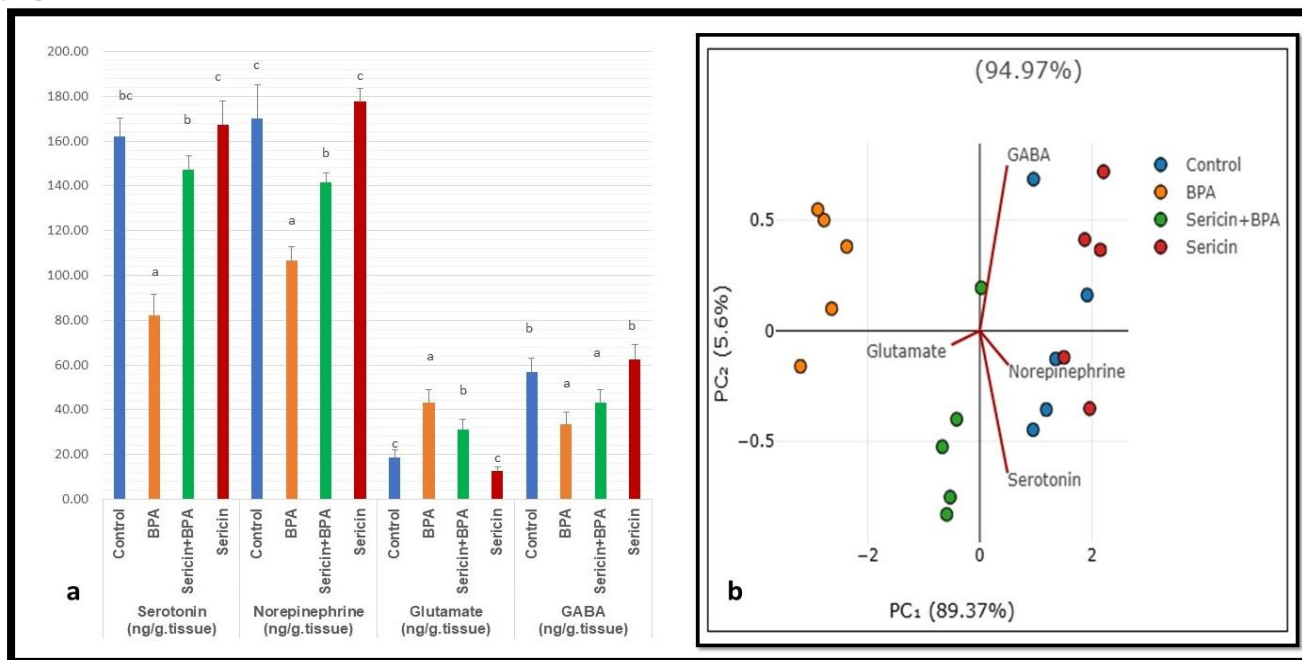 200.00
180.00
160.00
140.00
120.00
100.00
80.00
60.00
40.00
20.00
0.00
bc
a
b
c
c
a
b
c
c
a
b
c
b
a
a
b
Control
BPA
Sericin+BPA
Sericin
Control
BPA
Sericin+BPA
Sericin
Control
BPA
Sericin+BPA
Sericin
Control
BPA
Sericin+BPA
Sericin
Serotonin
(ng/g.tissue)
Norepinephrine
(ng/g.tissue)
Glutamate
(ng/g.tissue)
GABA
(ng/g.tissue)
a
(94.97%)
GABA
Glutamate
Norepinephrine
Serotonin
Control
BPA
Sericin+BPA
Sericin
0.5
0
−0.5
PC₂ (5.6%)
−2
0
2
PC₁ (89.37%)
b